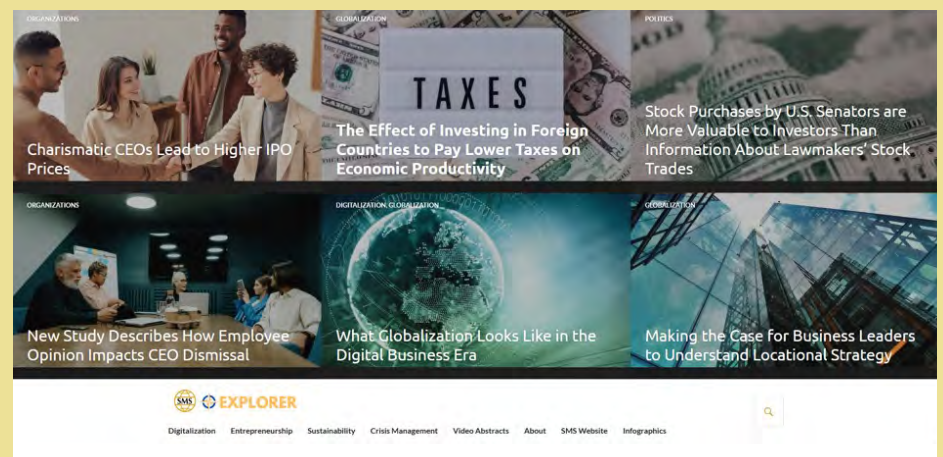 ORGANIZATIONS
Charismatic CEOs Lead to Higher IPO
Prices
GLOBALIZATION
TAXES
The Effect of Investing in Foreign
Countries to Pay Lower Taxes on
Economic Productivity
POLITICS
Stock Purchases by U.S. Senators are
More Valuable to Investors Than
Information About Lawmakers' Stock
Trades
ORGANIZATIONS
New Study Describes How Employee
Opinion Impacts CEO Dismissal
DIGITALIZATION, GLOBALIZATION
What Globalization Looks Like in the
Digital Business Era
GLOBALIZATION
Making the Case for Business Leaders
to Understand Locational Strategy
SMS EXPLORER
Digitalization Entrepreneurship Sustainability Crisis Management Video Abstracts About SMS Website Infographics